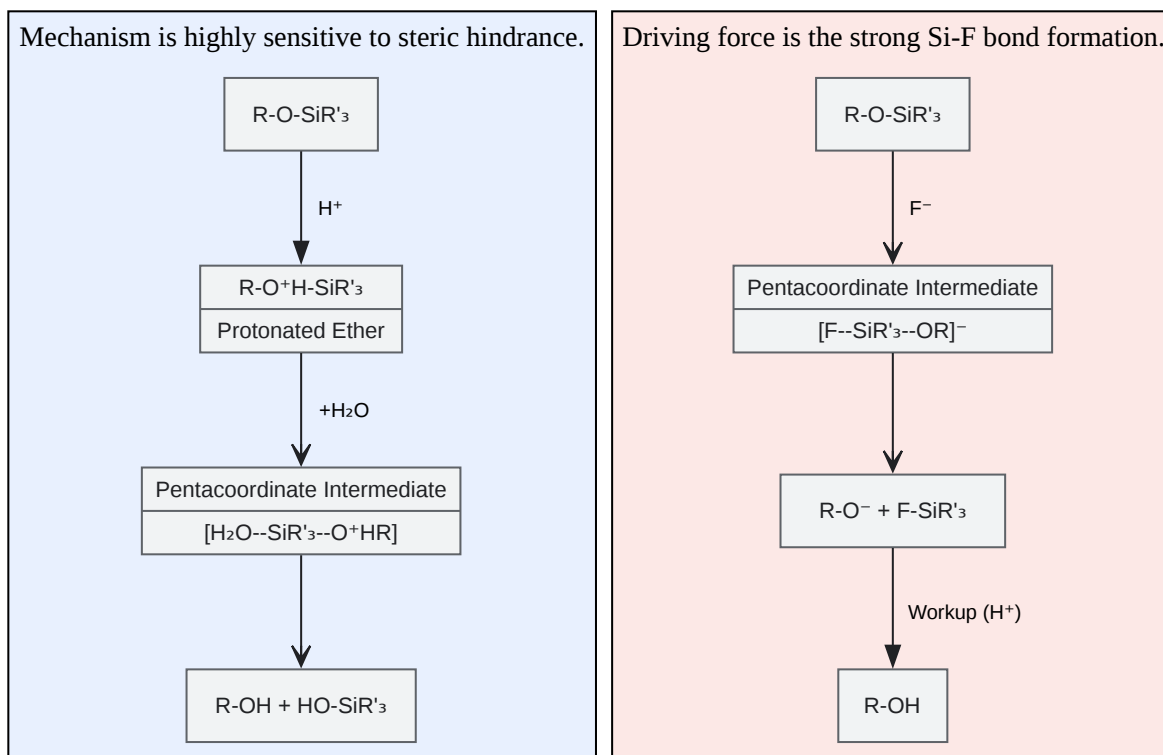 Mechanism is highly sensitive to steric hindrance.
R-O-SiR'₃
H⁺
R-O⁺H-SiR'₃
Protonated Ether
+H₂O
Pentacoordinate Intermediate
[H₂O--SiR'₃--O⁺HR]
R-OH + HO-SiR'₃
Driving force is the strong Si-F bond formation.
R-O-SiR'₃
F⁻
Pentacoordinate Intermediate
[F--SiR'₃--OR]⁻
R-O⁻ + F-SiR'₃
Workup (H⁺)
R-OH